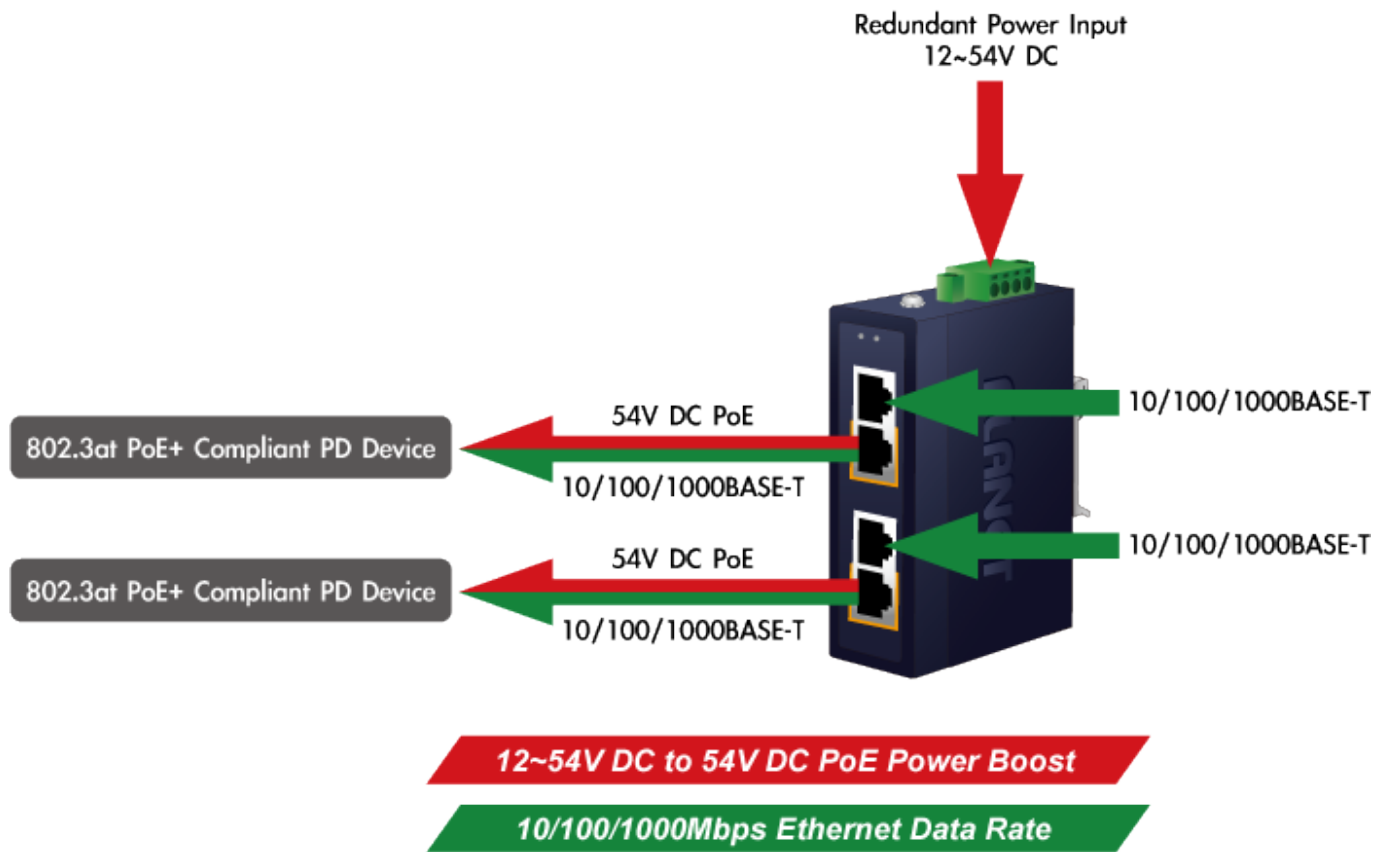 Redundant Power Input
12~54V DC
PLANET
10/100/1000BASE-T
54V DC PoE
802.3at PoE+ Compliant PD Device
10/100/1000BASE-T
10/100/1000BASE-T
54V DC PoE
802.3at PoE+ Compliant PD Device
10/100/1000BASE-T
12~54V DC to 54V DC PoE Power Boost
10/100/1000Mbps Ethernet Data Rate